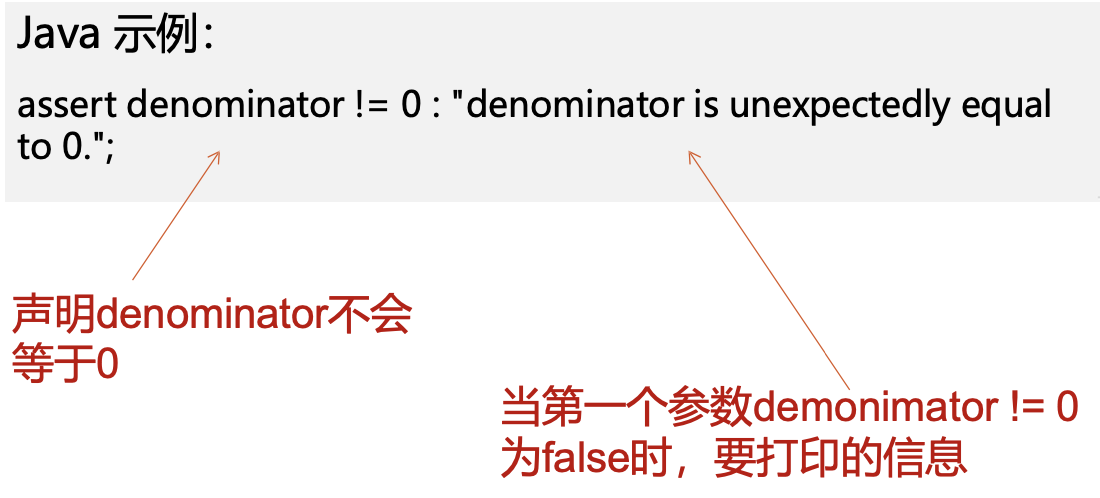 Java 示例：
assert denominator != 0 : "denominator is unexpectedly equal
to 0.";
声明denominator不会
等于0
当第一个参数demonimator != 0
为false时，要打印的信息